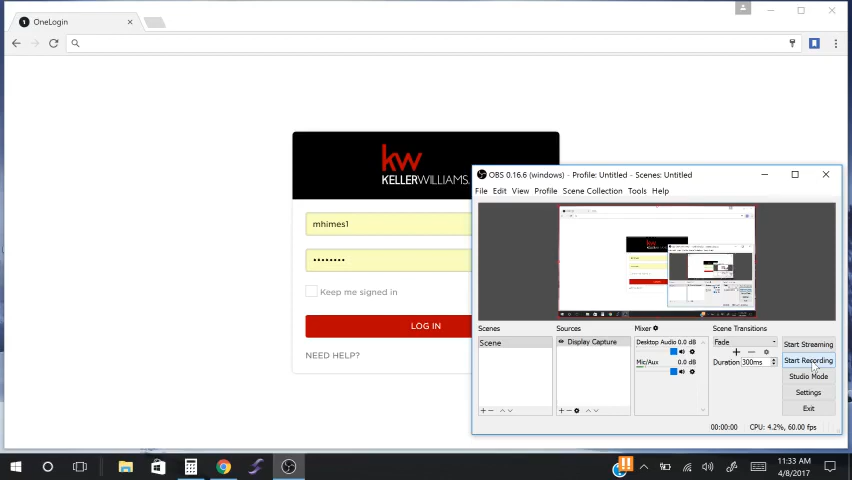 OneLogin
kw
KELLERWILLIAMS.
mhimes1
••••••••
Keep me signed in
LOG IN
NEED HELP?
OBS 0.16.6 (windows) - Profile: Untitled - Scenes: Untitled
File Edit View Profile Scene Collection Tools Help
Scenes
Scene
Sources
Display Capture
Mixer
Desktop Audio 0.0 dB
Mic/Aux 0.0 dB
Scene Transitions
Fade
Duration 300ms
Start Streaming
Start Recording
Studio Mode
Settings
Exit
00:00:00 CPU: 4.2%, 60.00 fps
11:33 AM
4/8/2017